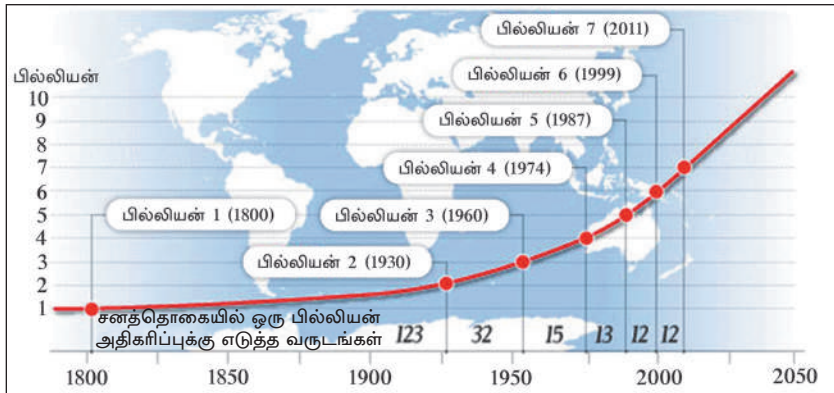 பில்லியன் 7 (2011)
பில்லியன் 6 (1999)
பில்லியன் 5 (1987)
பில்லியன் 4 (1974)
பில்லியன் 3 (1960)
பில்லியன் 2 (1930)
பில்லியன் 1 (1800)
பில்லியன்
10
9
8
7
6
5
4
3
2
1
சனத்தொகையில் ஒரு பில்லியன்
அதிகரிப்புக்கு எடுத்த வருடங்கள் 123 32 15 13 12 12
1800 1850 1900 1950 2000 2050